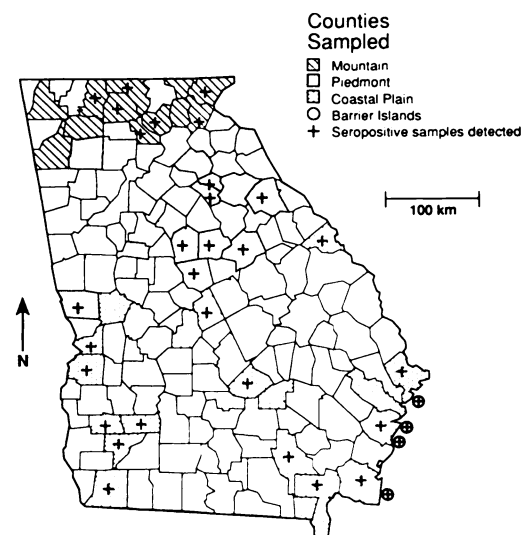 Counties
Sampled
Mountain
Piedmont
Coastal Plain
Barrier Islands
Seropositive samples detected
100 km
N